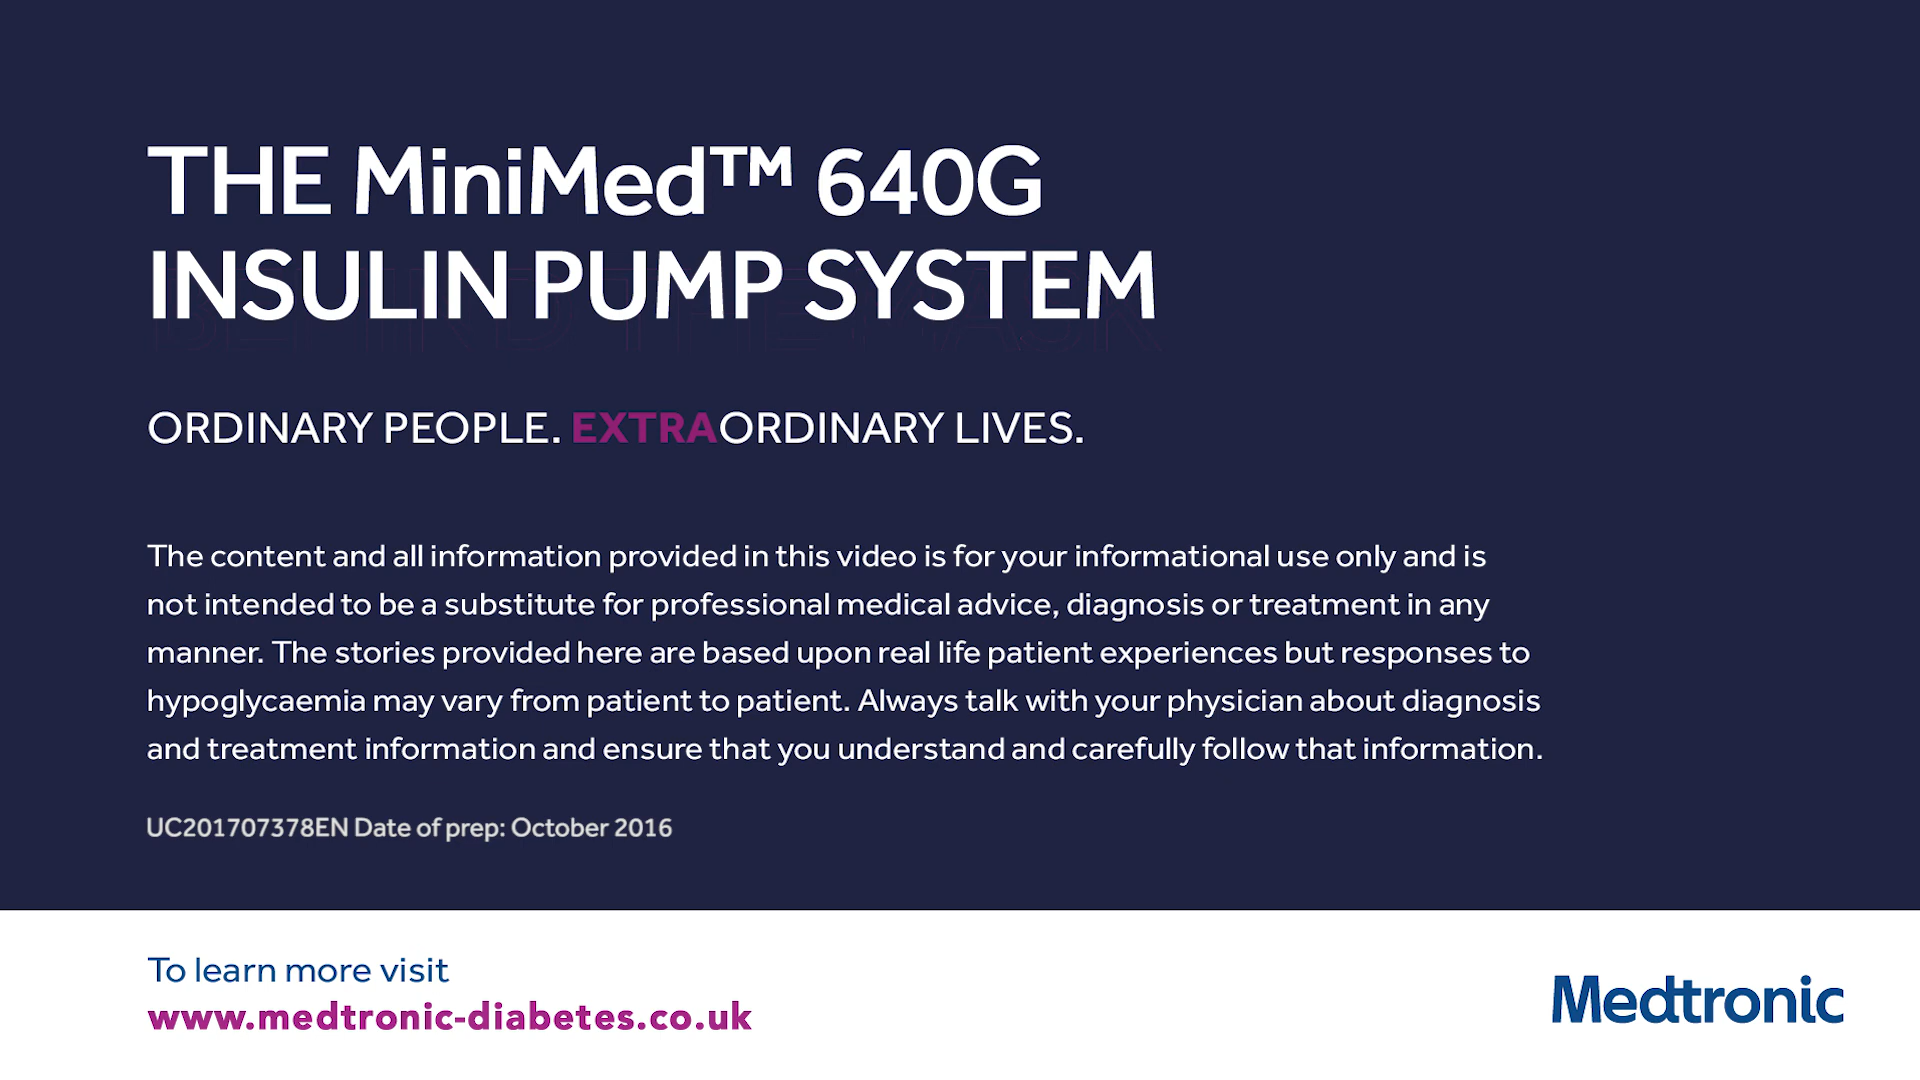 THE MiniMed™ 640G
INSULIN PUMP SYSTEM
BEHIND THE MASK
ORDINARY PEOPLE. EXTRAORDINARY LIVES.
The content and all information provided in this video is for your informational use only and is
not intended to be a substitute for professional medical advice, diagnosis or treatment in any
manner. The stories provided here are based upon real life patient experiences but responses to
hypoglycaemia may vary from patient to patient. Always talk with your physician about diagnosis
and treatment information and ensure that you understand and carefully follow that information.
UC201707378EN Date of prep: October 2016
To learn more visit
www.medtronic-diabetes.co.uk
Medtronic